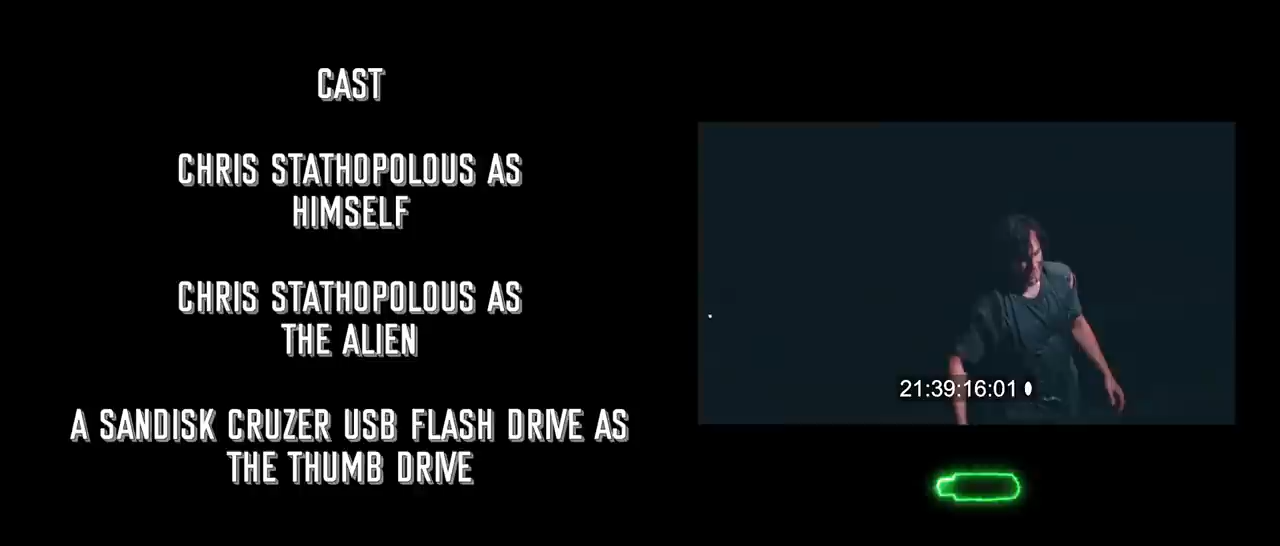 CAST
CHRIS STATHOPOLOUS AS
HIMSELF
CHRIS STATHOPOLOUS AS
THE ALIEN
A SANDISK CRUZER USB FLASH DRIVE AS
THE THUMB DRIVE
21:39:16:01